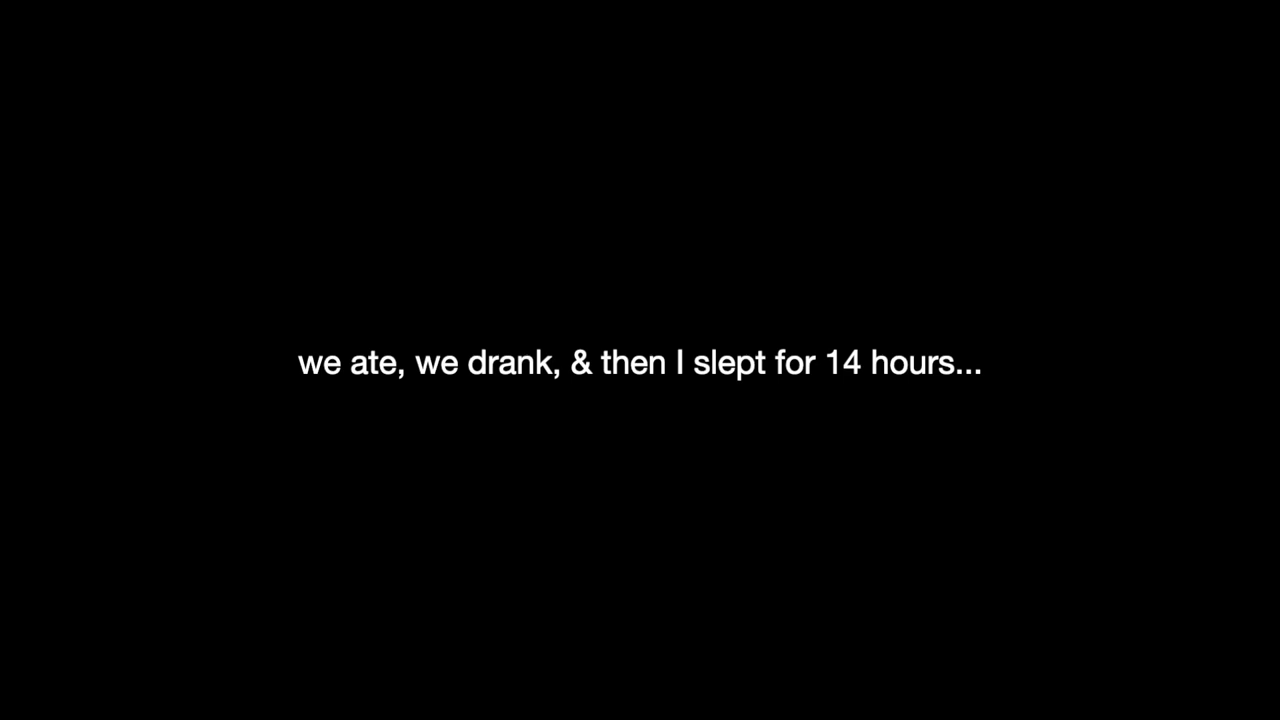 we ate, we drank, & then I slept for 14 hours...